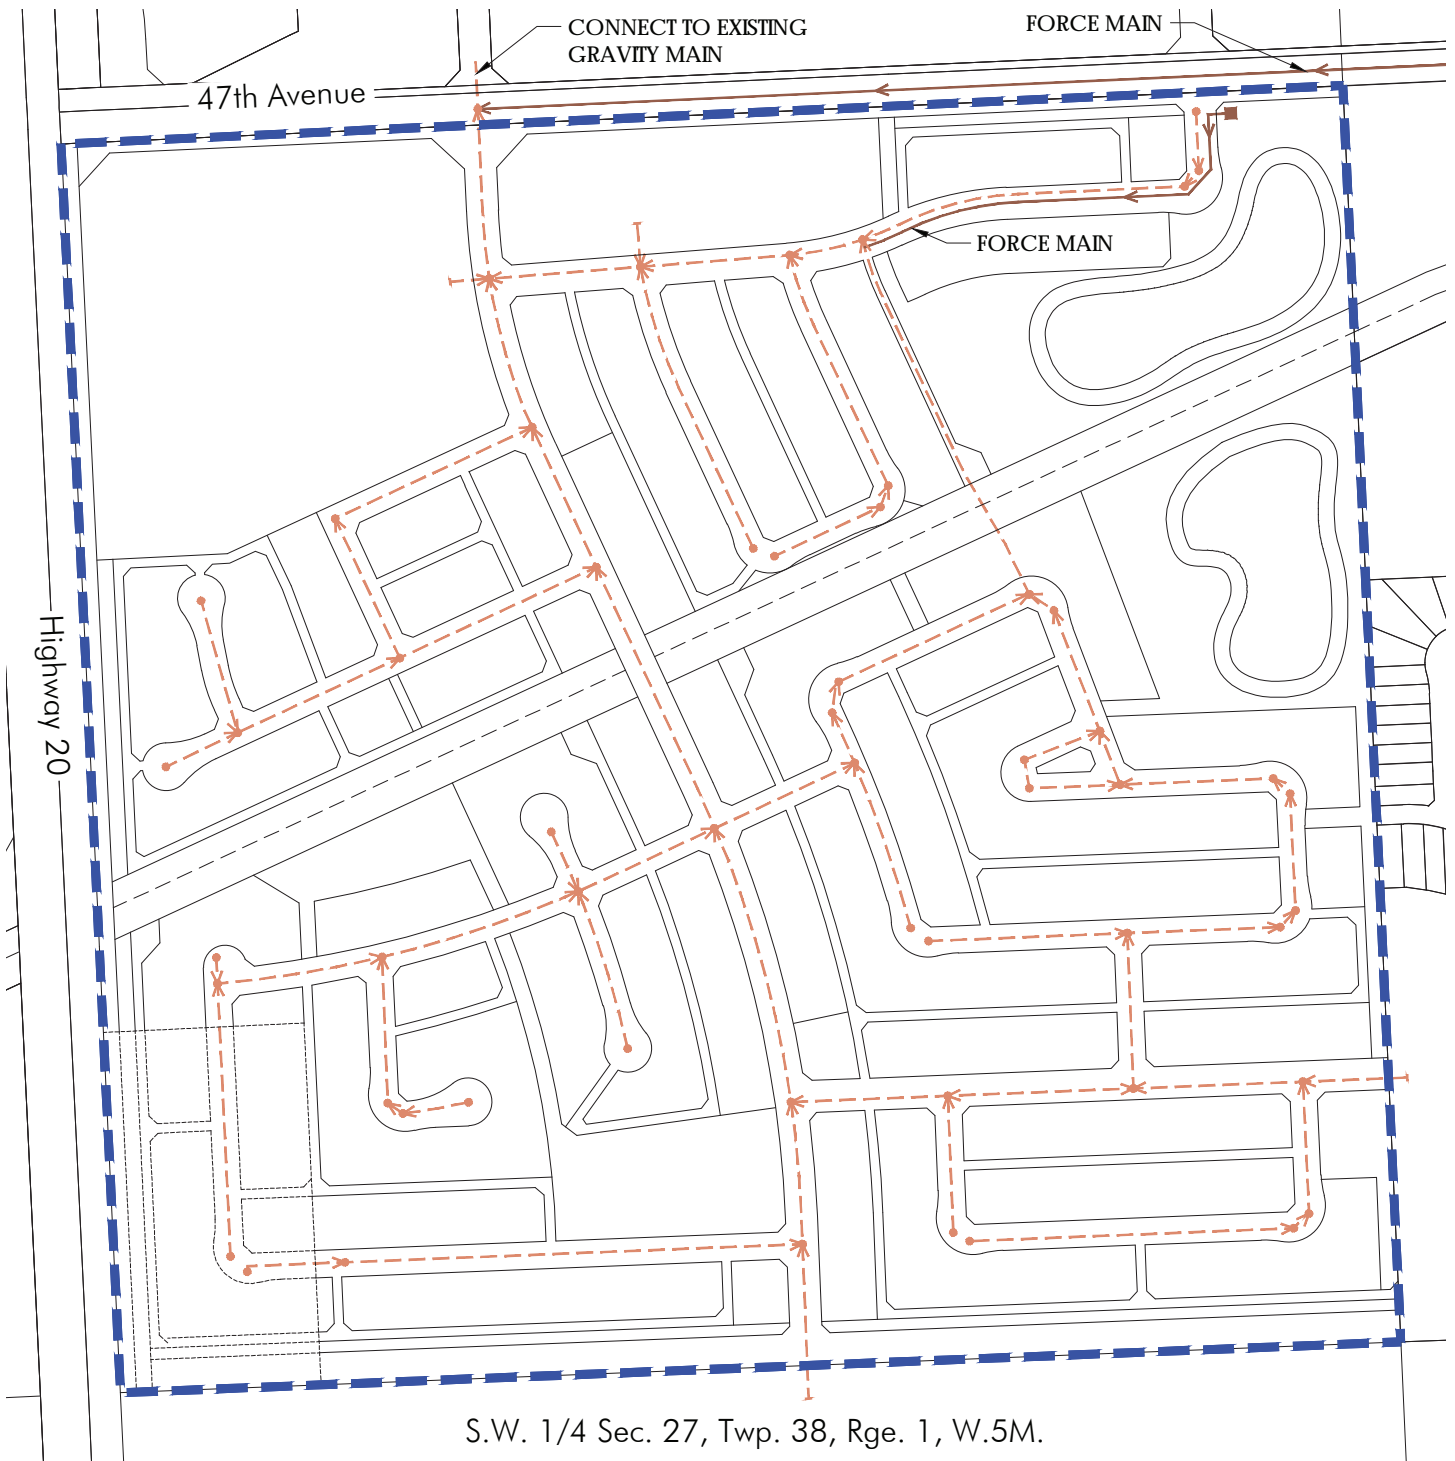 CONNECT TO EXISTING
GRAVITY MAIN
FORCE MAIN
47th Avenue
FORCE MAIN
Highway 20
S.W. 1/4 Sec. 27, Twp. 38, Rge. 1, W.5M.